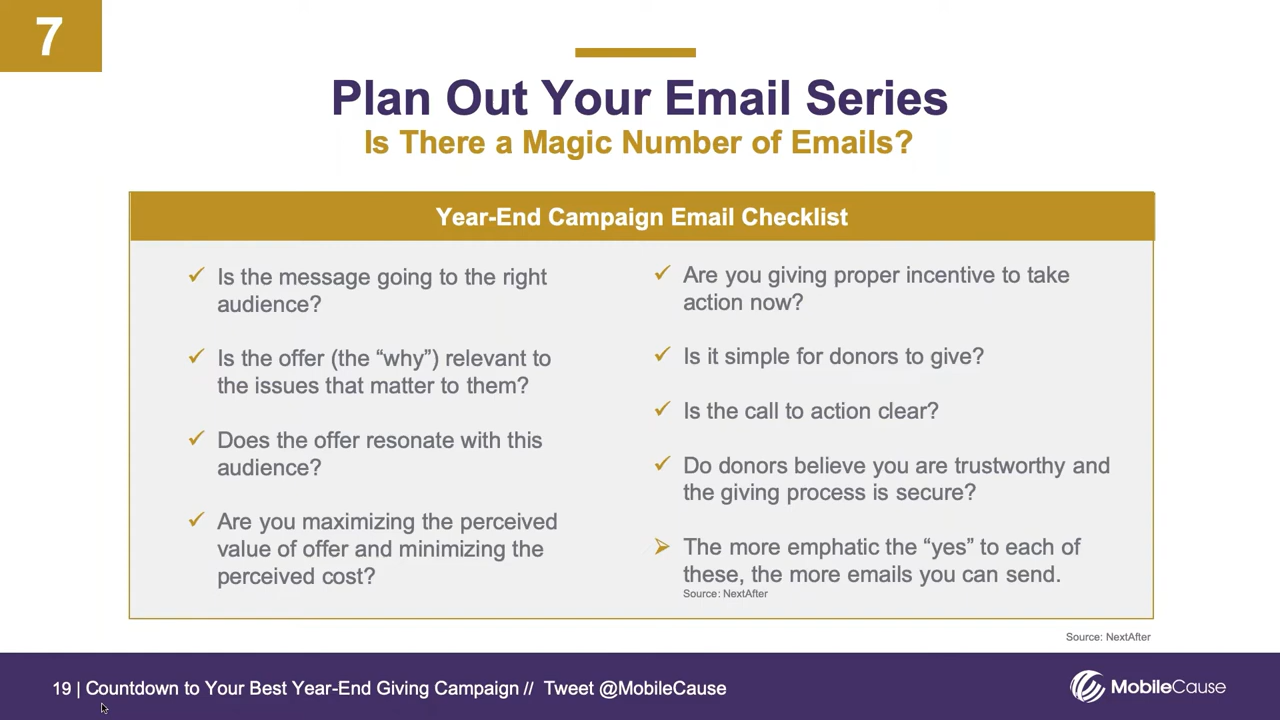 7
Plan Out Your Email Series
Is There a Magic Number of Emails?
Year-End Campaign Email Checklist
✓ Is the message going to the right
audience?
✓ Is the offer (the “why”) relevant to
the issues that matter to them?
✓ Does the offer resonate with this
audience?
✓ Are you maximizing the perceived
value of offer and minimizing the
perceived cost?
✓ Are you giving proper incentive to take
action now?
✓ Is it simple for donors to give?
✓ Is the call to action clear?
✓ Do donors believe you are trustworthy and
the giving process is secure?
➢ The more emphatic the “yes” to each of
these, the more emails you can send.
Source: NextAfter
Source: NextAfter
19 | Countdown to Your Best Year-End Giving Campaign // Tweet @MobileCause
MobileCause